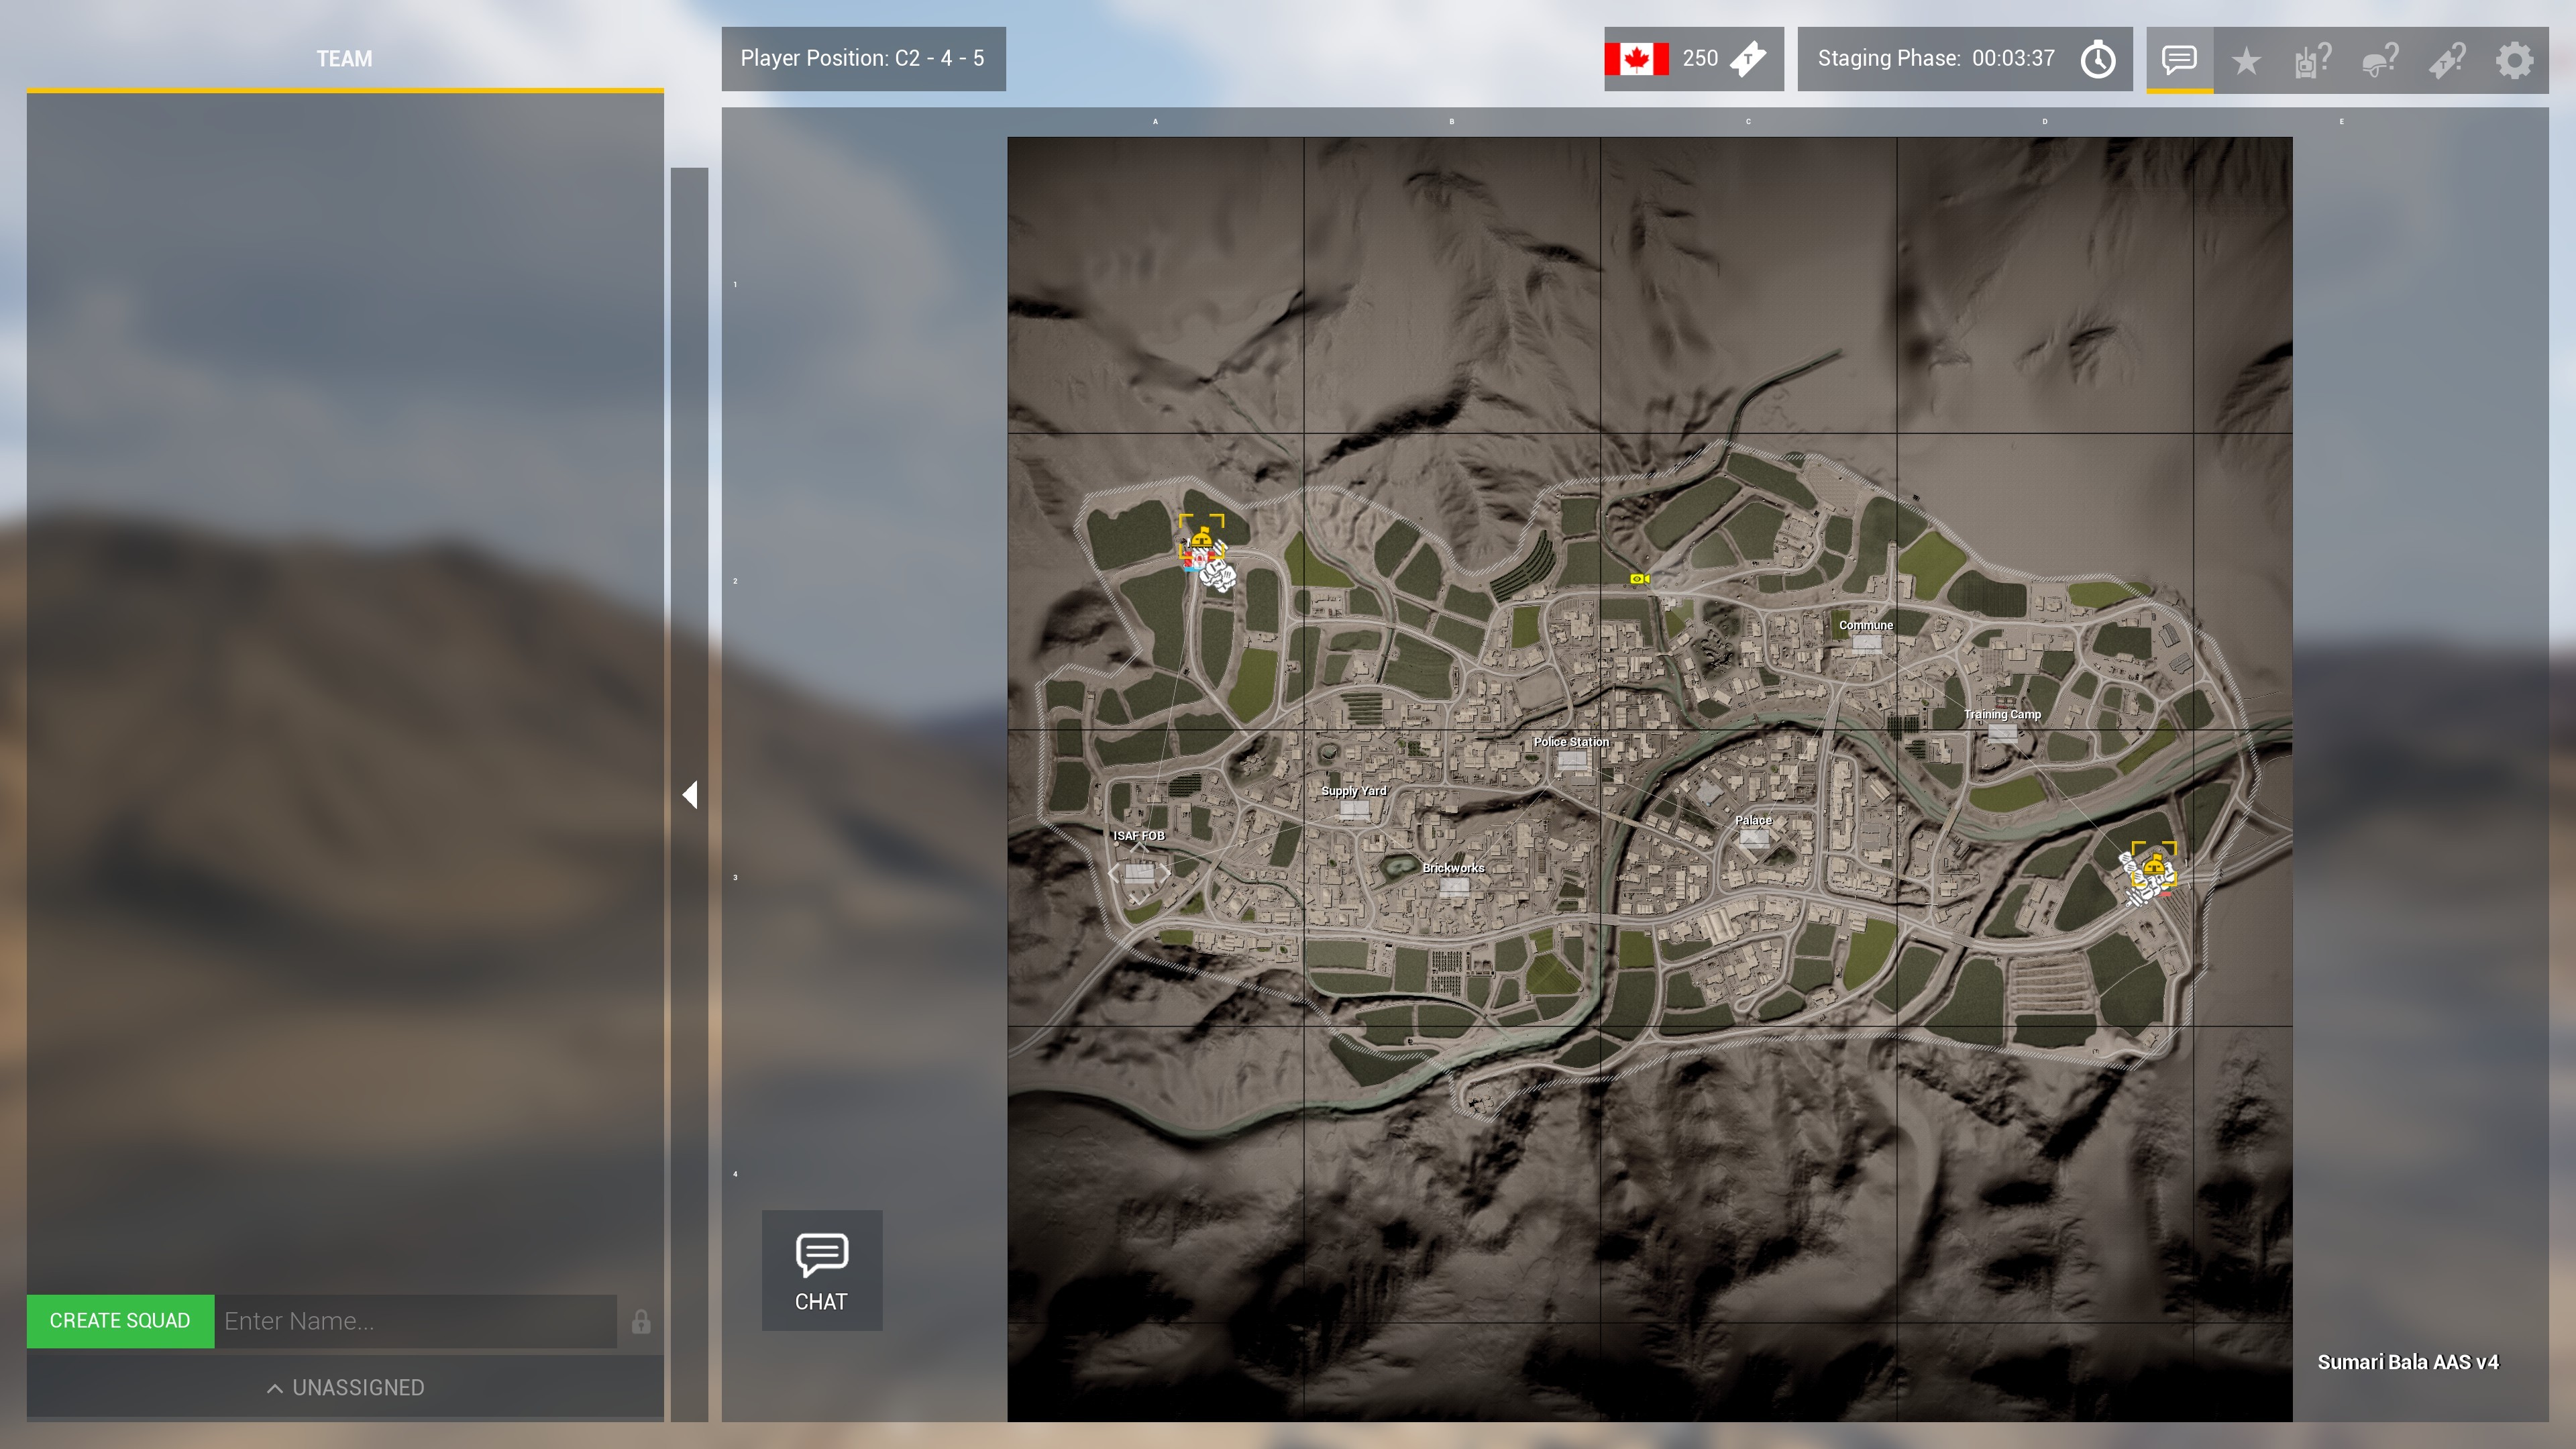 TEAM
Player Position: C2 - 4 - 5
250
T
Staging Phase: 00:03:37
?
?
T
?
A
B
C
D
E
1
2
Commune
Training Camp
Police Station
Supply Yard
Palace
ISAF FOB
Brickworks
3
4
CHAT
CREATE SQUAD
Enter Name...
UNASSIGNED
Sumari Bala AAS v4